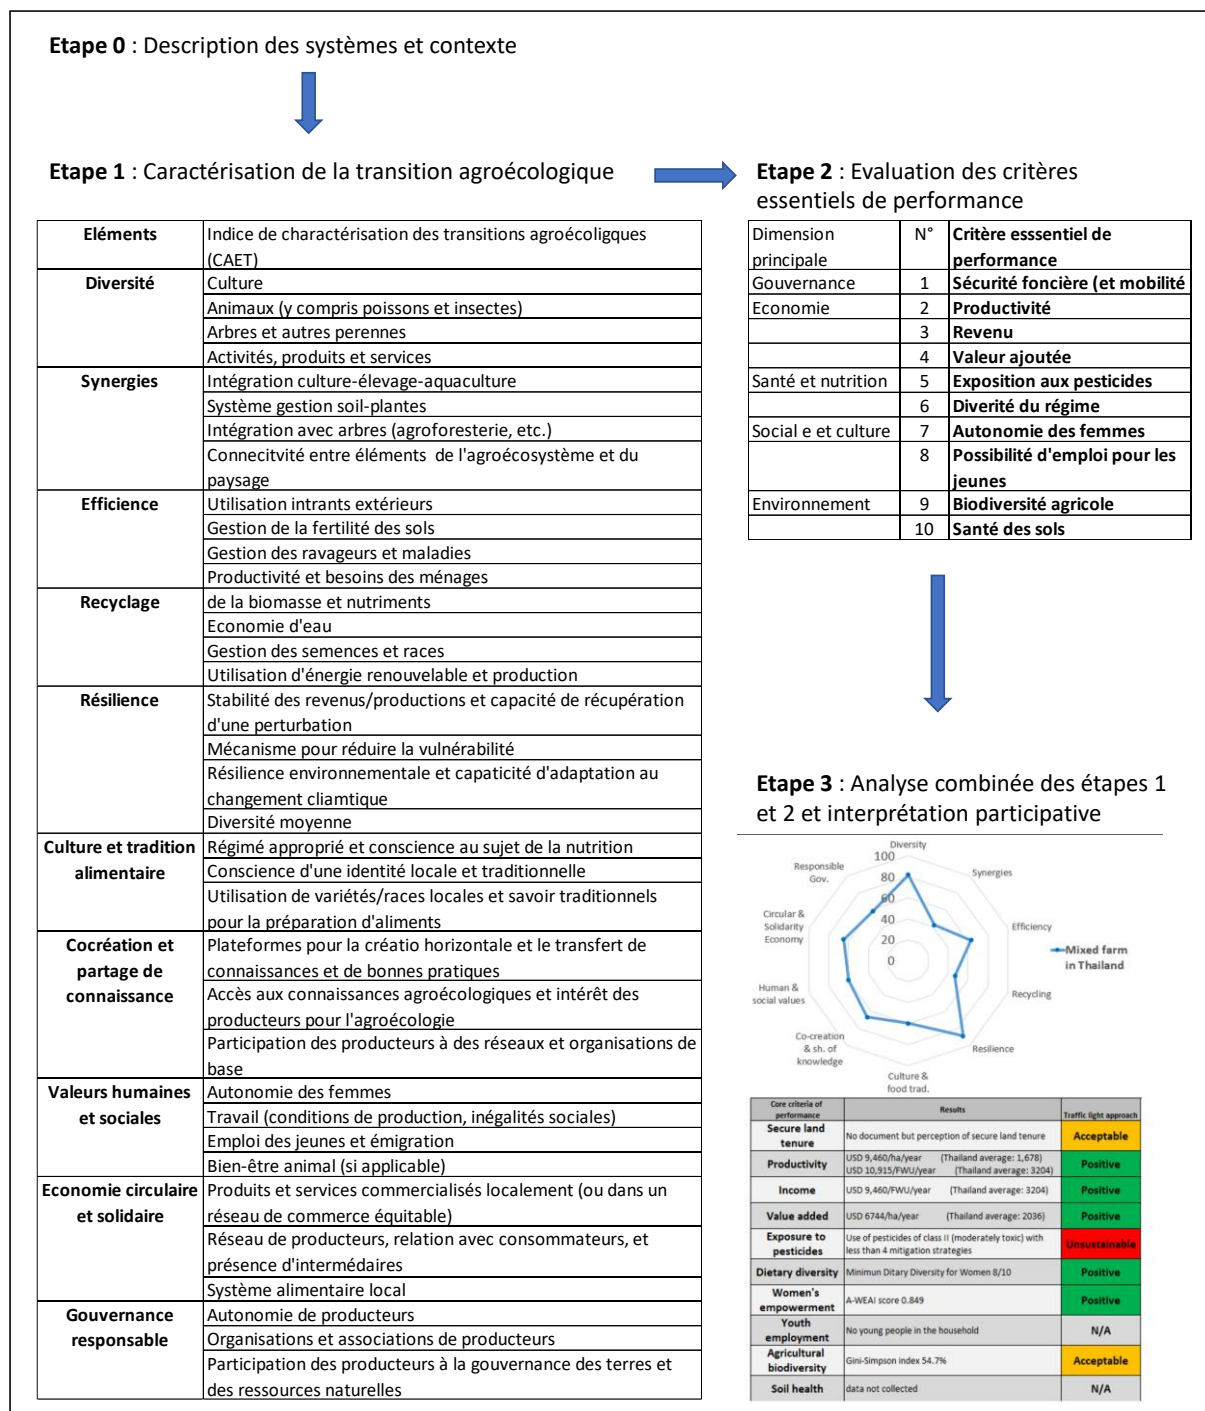 Etape 0 : Description des systèmes et contexte
Etape 1 : Caractérisation de la transition agroécologique
Eléments
Indice de charactérisation des transitions agroécoligques
(CAET)
Diversité
Culture
Animaux (y compris poissons et insectes)
Arbres et autres perennes
Activités, produits et services
Synergies
Intégration culture-élevage-aquaculture
Système gestion soil-plantes
Intégration avec arbres (agroforesterie, etc.)
Connecitvité entre éléments de l'agroécosystème et du
paysage
Efficience
Utilisation intrants extérieurs
Gestion de la fertilité des sols
Gestion des ravageurs et maladies
Productivité et besoins des ménages
Recyclage
de la biomasse et nutriments
Economie d'eau
Gestion des semences et races
Utilisation d'énergie renouvelable et production
Résilience
Stabilité des revenus/productions et capacité de récupération
d'une perturbation
Mécanisme pour réduire la vulnérabilité
Résilience environnementale et capaticité d'adaptation au
changement cliamtique
Diversité moyenne
Culture et tradition
alimentaire
Régimé approprié et conscience au sujet de la nutrition
Conscience d'une identité locale et traditionnelle
Utilisation de variétés/races locales et savoir traditionnels
pour la préparation d'aliments
Cocréation et
partage de
connaissance
Plateformes pour la créatio horizontale et le transfert de
connaissances et de bonnes pratiques
Accès aux connaissances agroécologiques et intérêt des
producteurs pour l'agroécologie
Participation des producteurs à des réseaux et organisations de
base
Valeurs humaines
et sociales
Autonomie des femmes
Travail (conditions de production, inégalités sociales)
Emploi des jeunes et émigration
Bien-être animal (si applicable)
Economie circulaire
et solidaire
Produits et services commercialisés localement (ou dans un
réseau de commerce équitable)
Réseau de producteurs, relation avec consommateurs, et
présence d'intermédaires
Système alimentaire local
Gouvernance
responsable
Autonomie de producteurs
Organisations et associations de producteurs
Participation des producteurs à la gouvernance des terres et
des ressources naturelles
Etape 2 : Evaluation des critères
essentiels de performance
Dimension
principale
N°
Critère esssentiel de
performance
Gouvernance 1 Sécurité foncière (et mobilité
Economie 2 Productivité
3 Revenu
4 Valeur ajoutée
Santé et nutrition 5 Exposition aux pesticides
6 Diverité du régime
Social e et culture 7 Autonomie des femmes
8 Possibilité d'emploi pour les
jeunes
Environnement 9 Biodiversité agricole
10 Santé des sols
Etape 3 : Analyse combinée des étapes 1
et 2 et interprétation participative
Diversity
Synergies
Efficiency
Recycling
Resilience
Culture &
food trad.
Co-creation
& sh. of
knowledge
Human &
social values
Circular &
Solidarity
Economy
Responsible
Gov.
100
80
60
40
20
0
Mixed farm
in Thailand
Core criteria of
performance
Results
Traffic light approach
Secure land
tenure
No document but perception of secure land tenure
Acceptable
Productivity
USD 9,460/ha/year (Thailand average: 1,678)
USD 10,915/FWU/year (Thailand average: 3204)
Positive
Income
USD 9,460/FWU/year (Thailand average: 3204)
Positive
Value added
USD 6744/ha/year (Thailand average: 2036)
Positive
Exposure to
pesticides
Use of pesticides of class II (moderately toxic) with
less than 4 mitigation strategies
Unsustainable
Dietary diversity
Minimun Ditary Diversity for Women 8/10
Positive
Women's
empowerment
A-WEAI score 0.849
Positive
Youth
employment
No young people in the household
N/A
Agricultural
biodiversity
Gini-Simpson index 54.7%
Acceptable
Soil health
data not collected
N/A